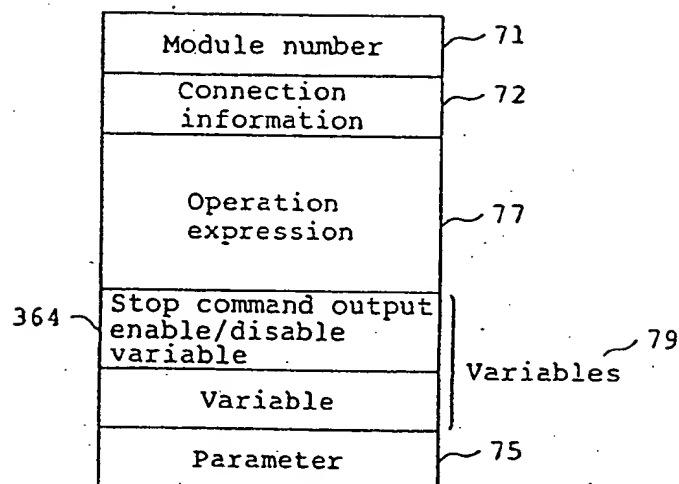 Module number
71
Connection
information
72
Operation
expression
77
364
Stop command output
enable/disable
variable
Variable
Variables
79
Parameter
75